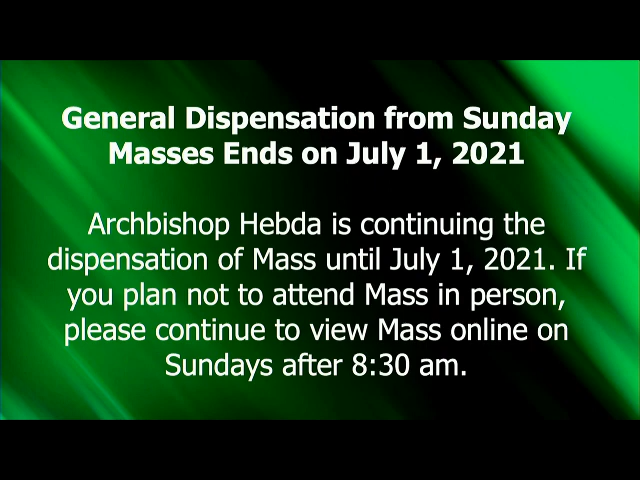 General Dispensation from Sunday
Masses Ends on July 1, 2021
Archbishop Hebda is continuing the
dispensation of Mass until July 1, 2021. If
you plan not to attend Mass in person,
please continue to view Mass online on
Sundays after 8:30 am.